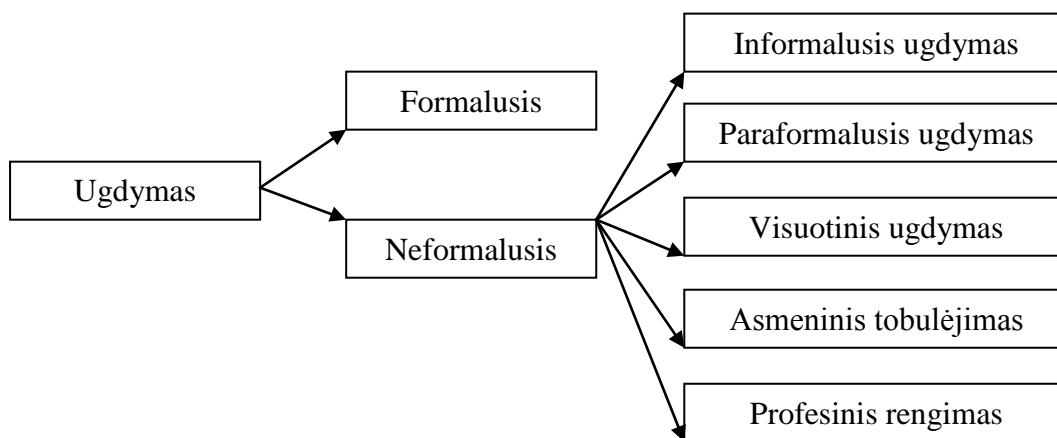 Ugdymas
Formalusis
Neformalusis
Informalusis ugdymas
Paraformalusis ugdymas
Visuotinis ugdymas
Asmeninis tobulėjimas
Profesinis rengimas